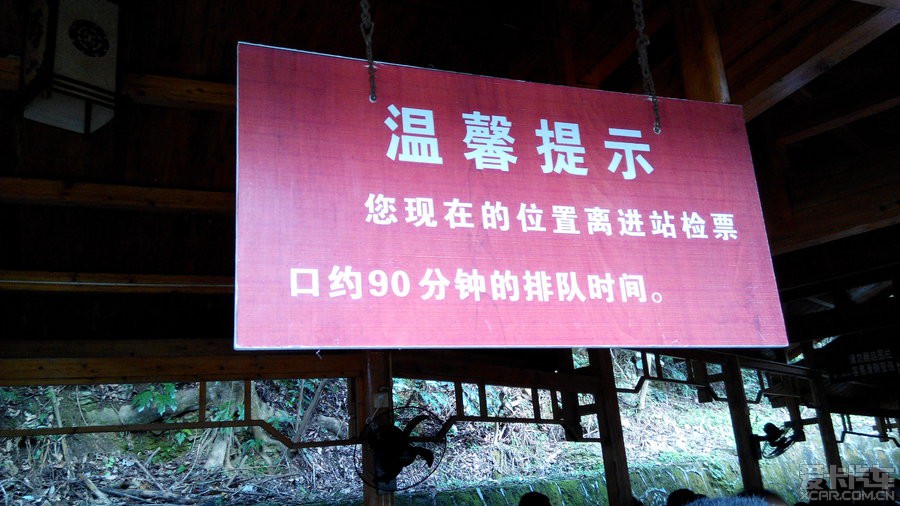 温馨提示
您现在的位置离进站检票
口约90分钟的排队时间。
爱卡汽车
XCAR.COM.CN